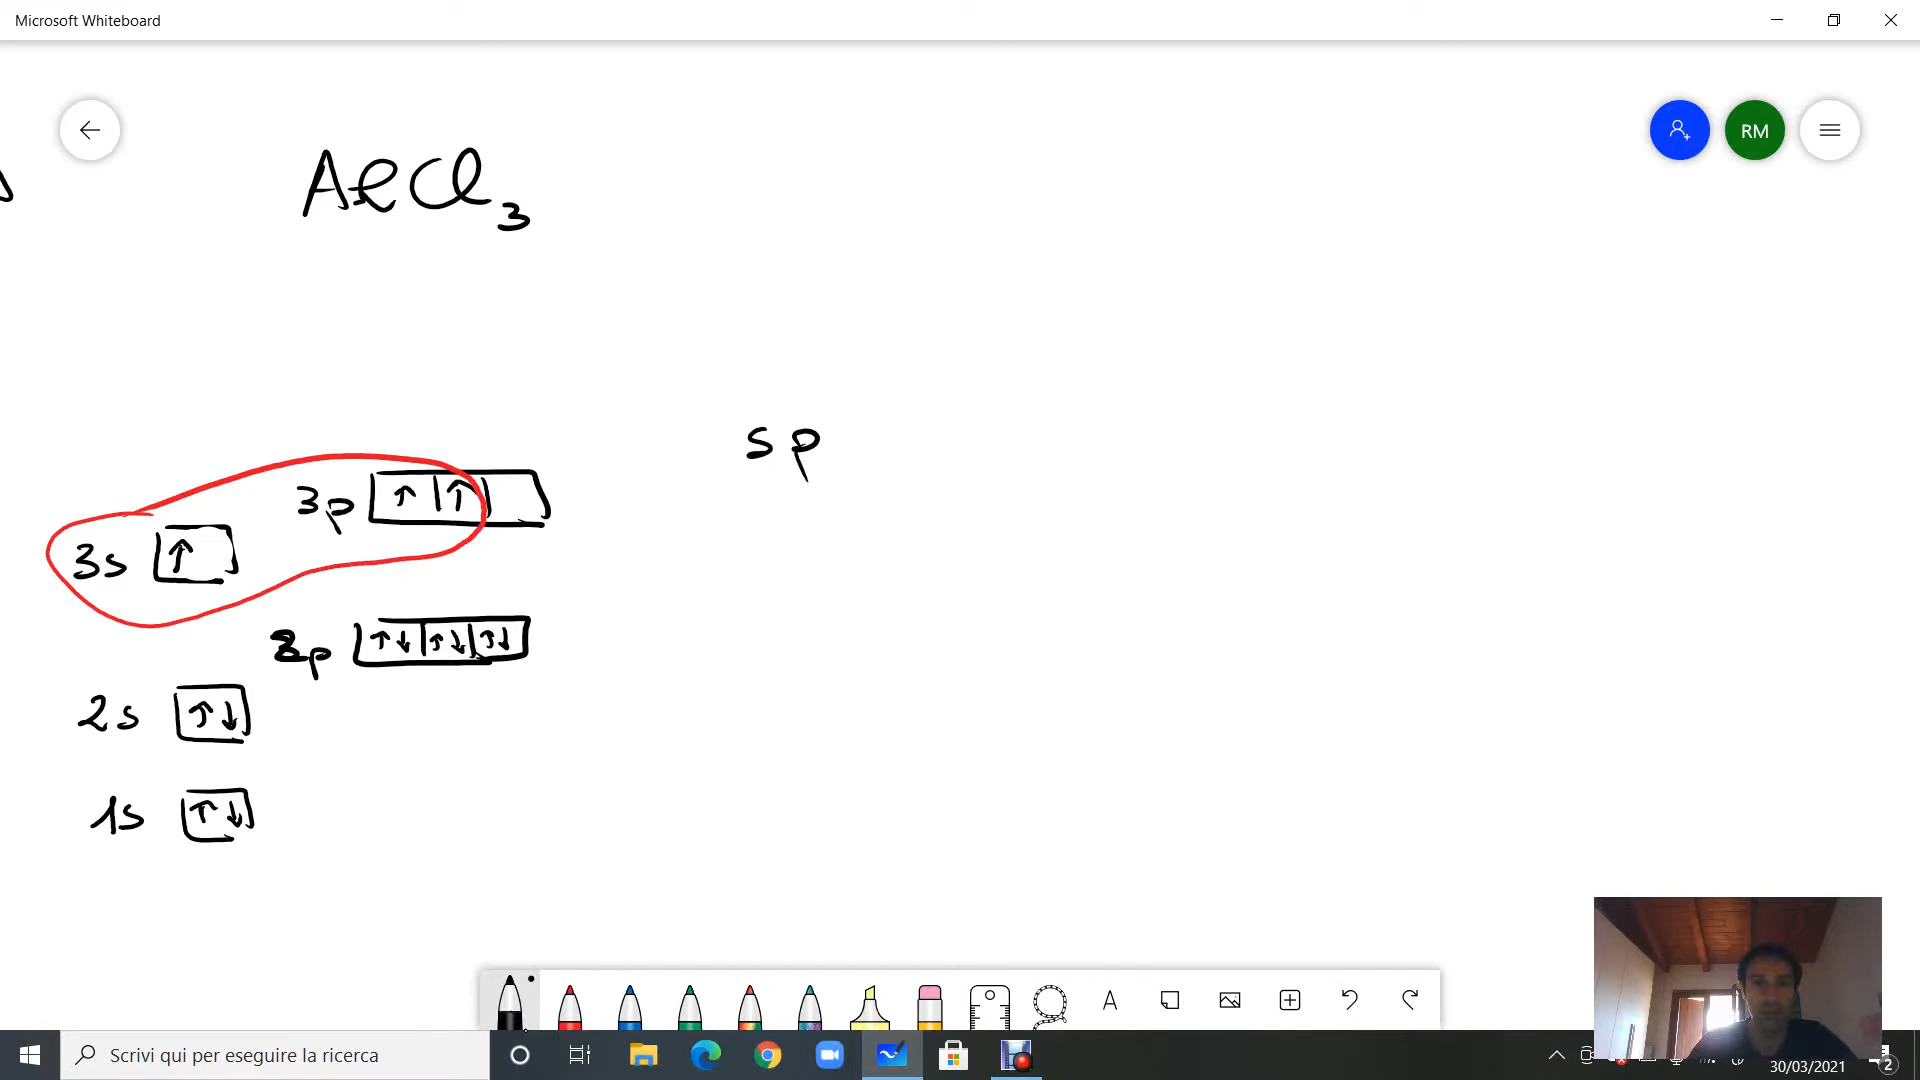 Microsoft Whiteboard
RM
AlCl3
sp
3p ↑ ↑
3s ↑
2p ↑↓ ↑↓ ↑↓
2s ↑↓
1s ↑↓
A
Scrivi qui per eseguire la ricerca
30/03/2021
2